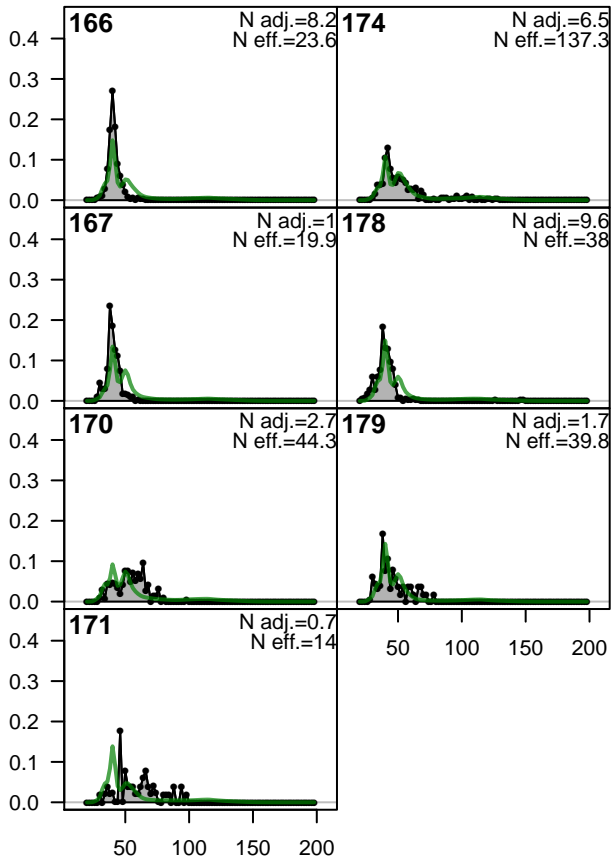 166
N adj.=8.2
N eff.=23.6
174
N adj.=6.5
N eff.=137.3
167
N adj.=1
N eff.=19.9
178
N adj.=9.6
N eff.=38
170
N adj.=2.7
N eff.=44.3
179
N adj.=1.7
N eff.=39.8
171
N adj.=0.7
N eff.=14
0.4
0.3
0.2
0.1
0.0
0.4
0.3
0.2
0.1
0.0
0.4
0.3
0.2
0.1
0.0
0.4
0.3
0.2
0.1
0.0
50 100 150 200
50 100 150 200